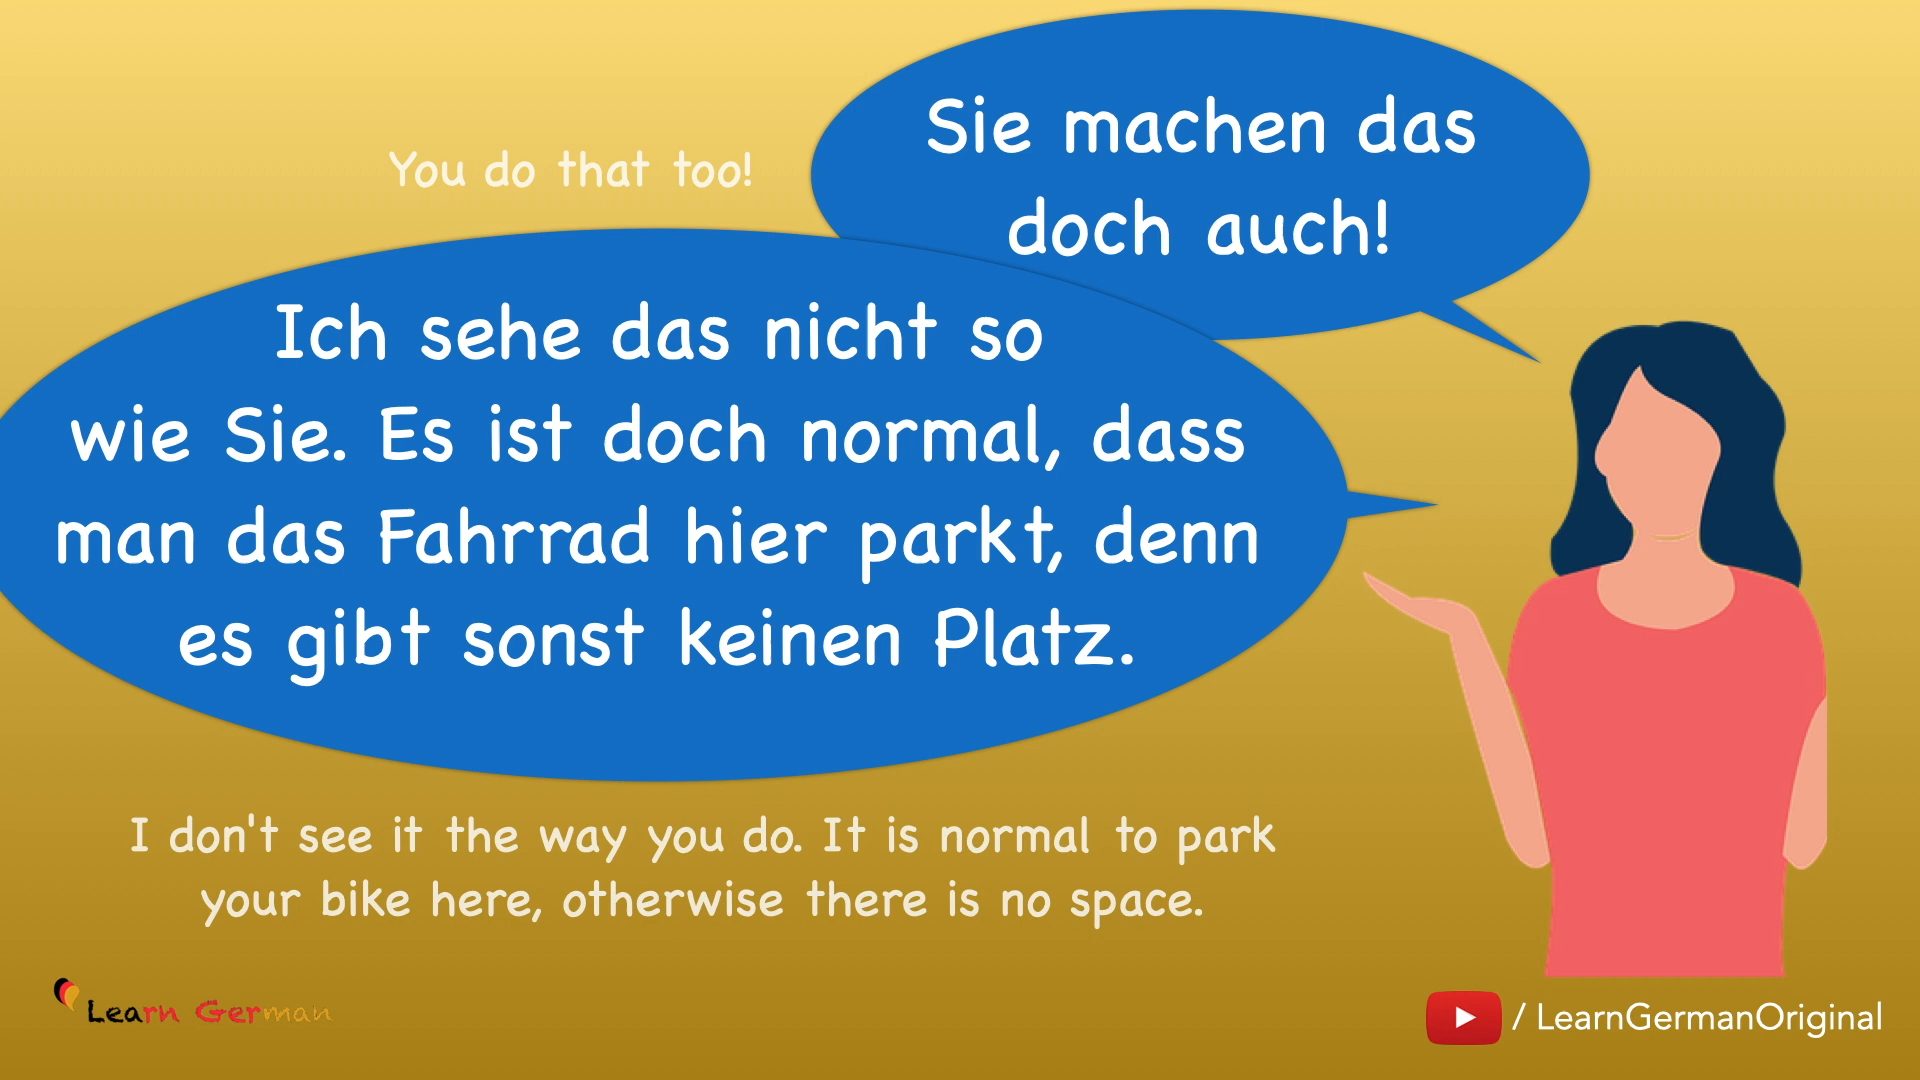 You do that too!
Sie machen das
doch auch!
Ich sehe das nicht so
wie Sie. Es ist doch normal, dass
man das Fahrrad hier parkt, denn
es gibt sonst keinen Platz.
I don't see it the way you do. It is normal to park
your bike here, otherwise there is no space.
Learn German
/ LearnGermanOriginal